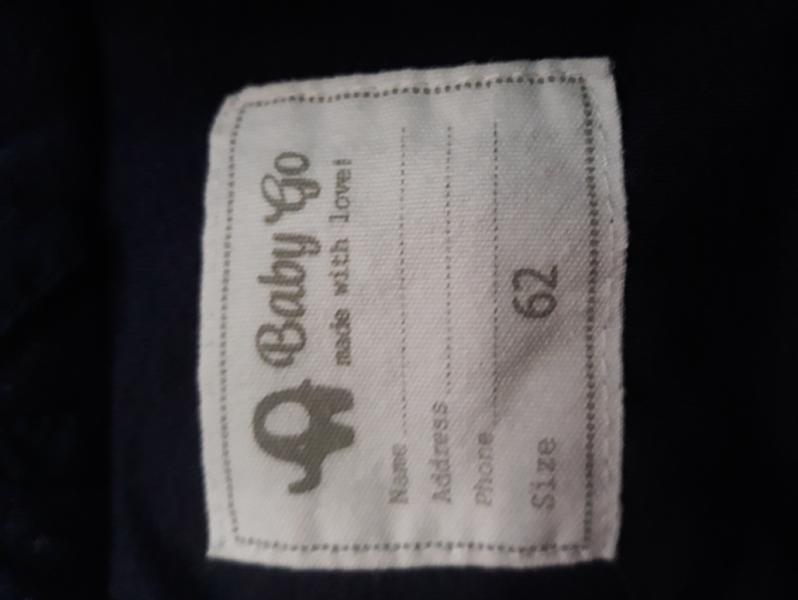 Baby Go
made with love!
Name ....................
Address ....................
Phone ....................
Size 62